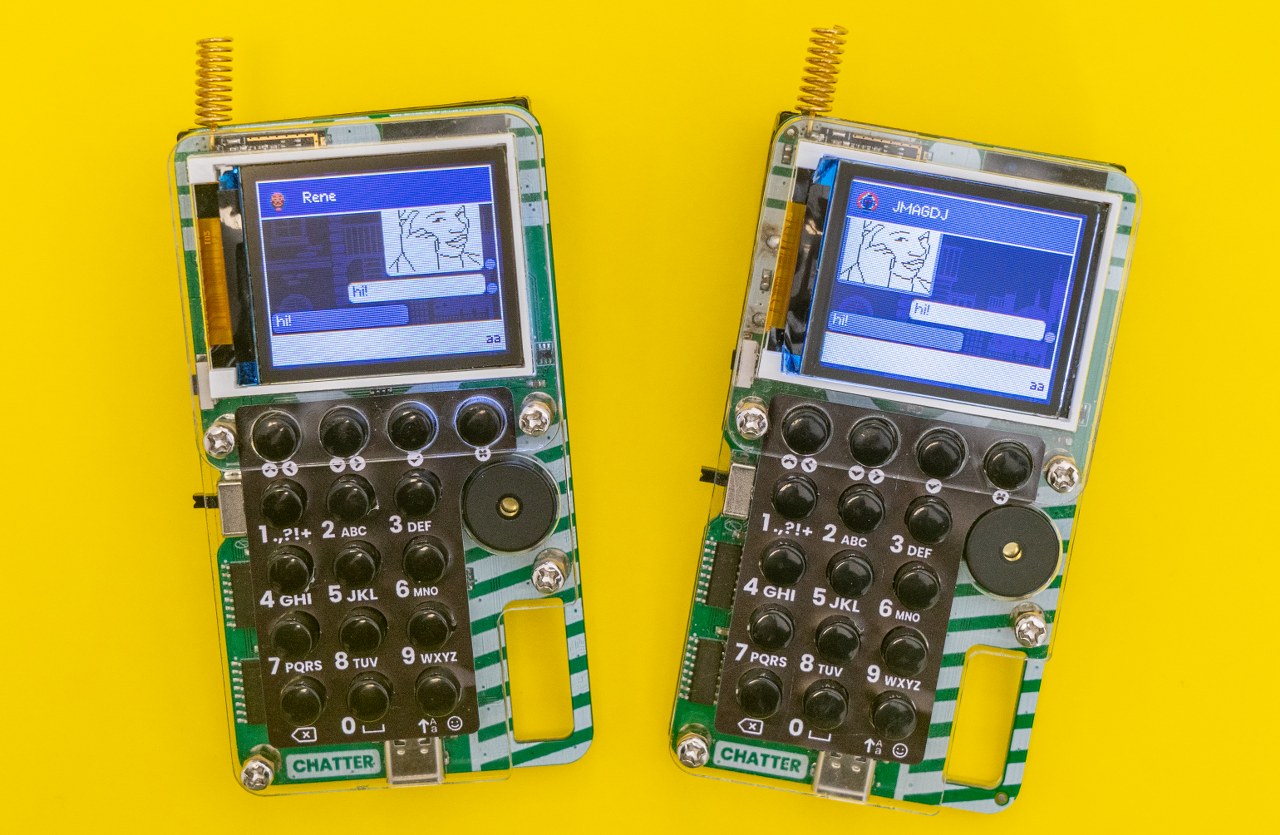 Rene
hi!
hi!
aa
1.,?!+ 2 ABC 3 DEF
4 GHI 5 JKL 6 MNO
7 PQRS 8 TUV 9 WXYZ
0 Aa
CHATTER
JMAGDJ
hi!
hi!
aa
1.,?!+ 2 ABC 3 DEF
4 GHI 5 JKL 6 MNO
7 PQRS 8 TUV 9 WXYZ
0 Aa
CHATTER